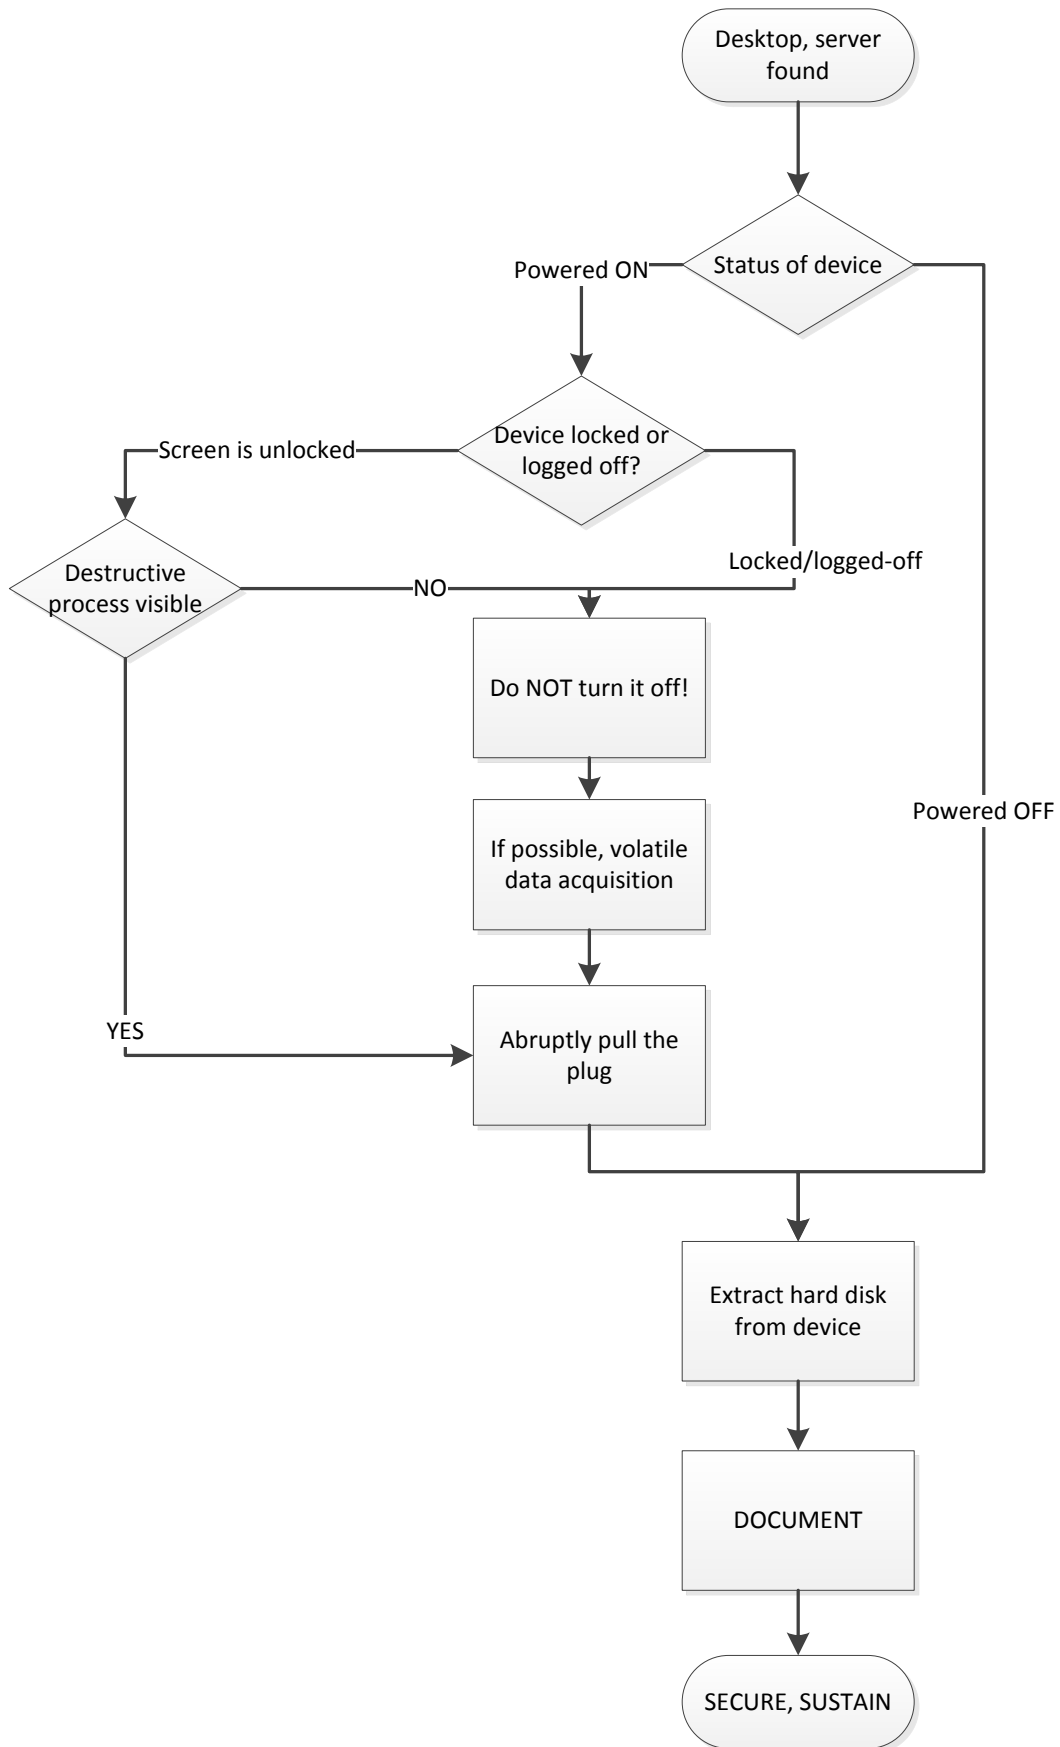 Desktop, server
found
Status of device
Powered ON
Device locked or
logged off?
Screen is unlocked
Locked/logged-off
Destructive
process visible
NO
Do NOT turn it off!
If possible, volatile
data acquisition
Powered OFF
YES
Abruptly pull the
plug
Extract hard disk
from device
DOCUMENT
SECURE, SUSTAIN